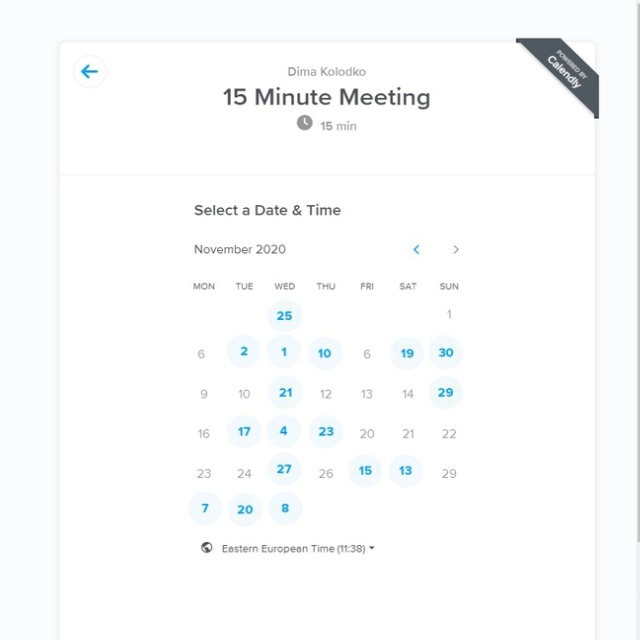 Dima Kolodko
15 Minute Meeting
15 min
POWERED BY
Calendly
Select a Date & Time
November 2020
MON TUE WED THU FRI SAT SUN
25 1
6 2 1 10 6 19 30
9 10 21 12 13 14 29
16 17 4 23 20 21 22
23 24 27 26 15 13 29
7 20 8
Eastern European Time (11:38)